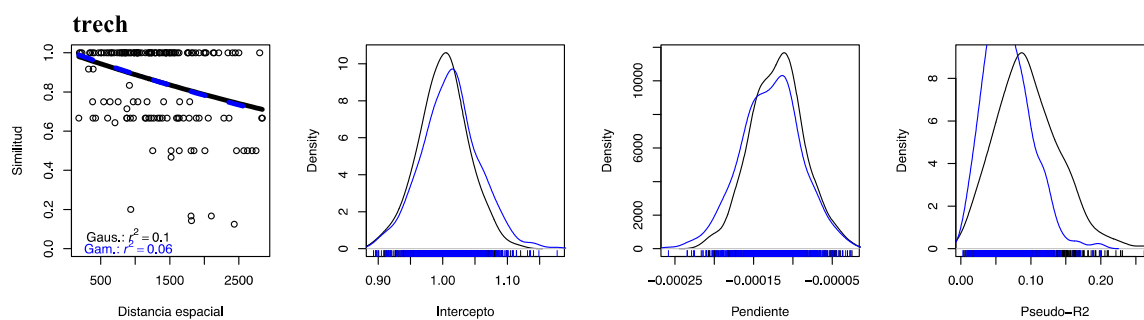 trech
Similitud
0.0 0.2 0.4 0.6 0.8 1.0
Gaus.: r² = 0.1
Gam.: r² = 0.06
500 1500 2500
Distancia espacial
Density
0 2 4 6 8 10
0.90 1.00 1.10
Intercepto
Density
0 2000 6000 10000
−0.00025 −0.00015 −0.00005
Pendiente
Density
0 2 4 6 8
0.00 0.10 0.20
Pseudo−R2